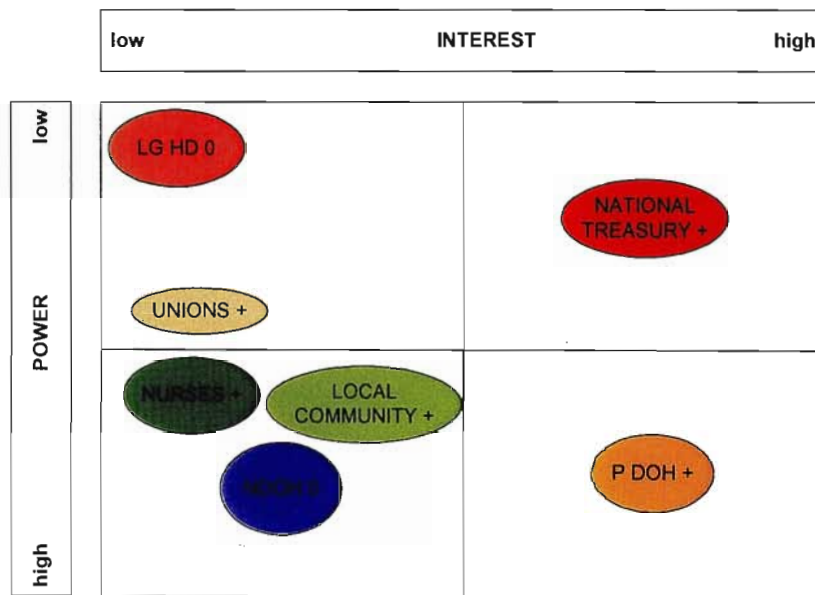 low INTEREST high
low
POWER
high
LG HD 0
NATIONAL
TREASURY +
UNIONS +
NURSES +
LOCAL
COMMUNITY +
P DOH +